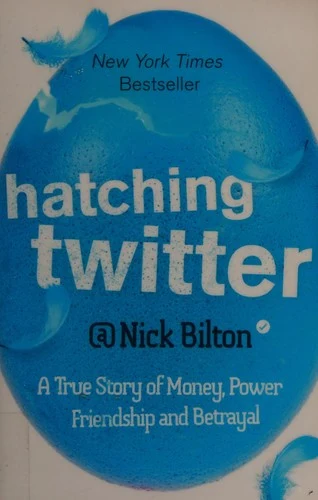 New York Times
Bestseller
hatching
twitter
@ Nick Bilton
A True Story of Money, Power
Friendship and Betrayal